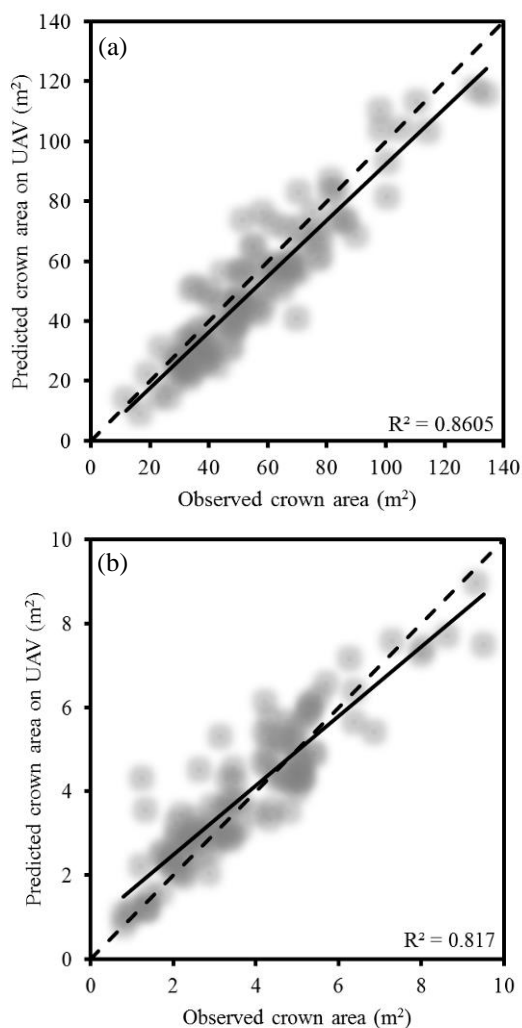 (a)
Predicted crown area on UAV (m²)
140
120
100
80
60
40
20
0
0 20 40 60 80 100 120 140
R² = 0.8605
Observed crown area (m²)
(b)
Predicted crown area on UAV (m²)
10
8
6
4
2
0
0 2 4 6 8 10
R² = 0.817
Observed crown area (m²)